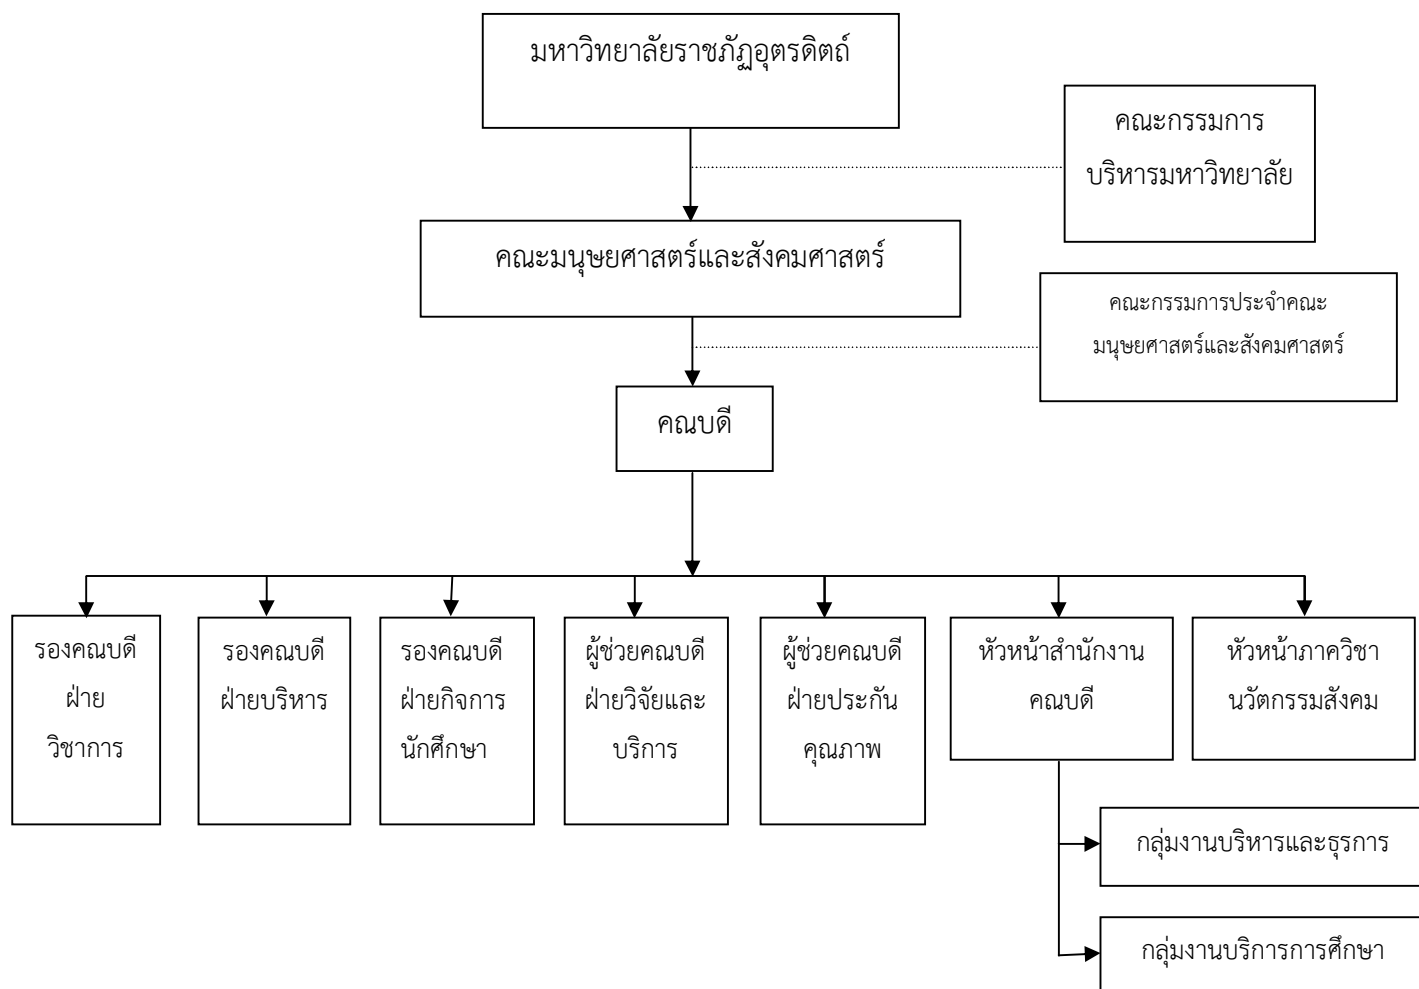 มหาวิทยาลัยราชภัฏอุตรดิตถ์
คณะกรรมการ
บริหารมหาวิทยาลัย
คณะมนุษยศาสตร์และสังคมศาสตร์
คณะกรรมการประจำคณะ
มนุษยศาสตร์และสังคมศาสตร์
คณบดี
รองคณบดี
ฝ่าย
วิชาการ
รองคณบดี
ฝ่ายบริหาร
รองคณบดี
ฝ่ายกิจการ
นักศึกษา
ผู้ช่วยคณบดี
ฝ่ายวิจัยและ
บริการ
ผู้ช่วยคณบดี
ฝ่ายประกัน
คุณภาพ
หัวหน้าสำนักงาน
คณบดี
หัวหน้าภาควิชา
นวัตกรรมสังคม
กลุ่มงานบริหารและธุรการ
กลุ่มงานบริการการศึกษา